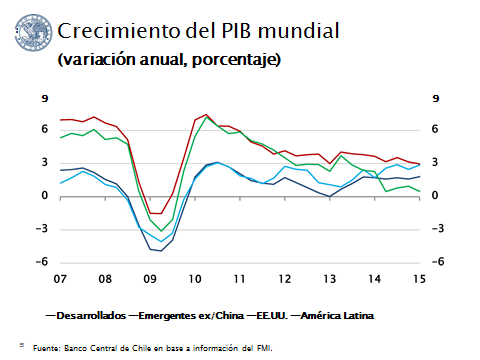 Crecimiento del PIB mundial
(variación anual, porcentaje)
9 9
6 6
3 3
0 0
-3 -3
-6 -6
07 08 09 10 11 12 13 14 15
Desarrollados Emergentes ex/China EE.UU. América Latina
Fuente: Banco Central de Chile en base a información del FMI.